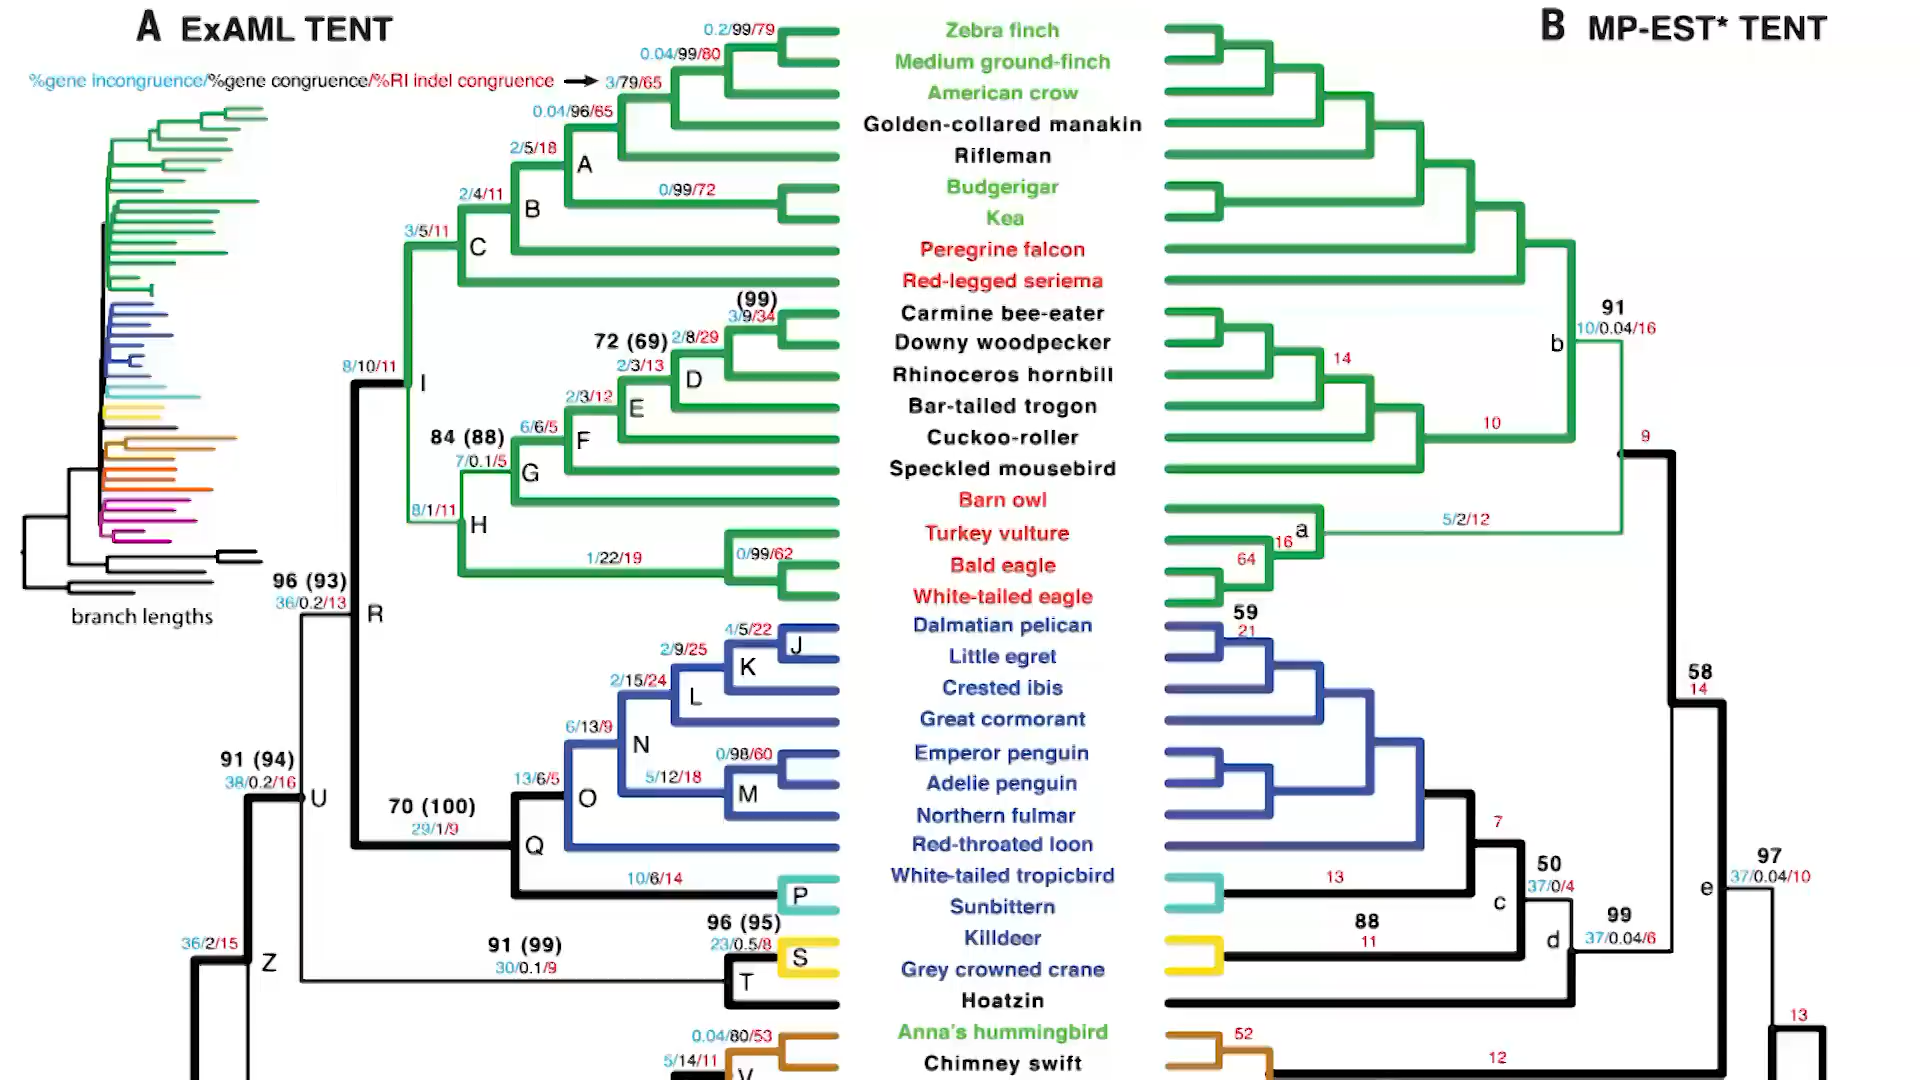 A ExAML TENT
B MP-EST* TENT
%gene incongruence/%gene congruence/%RI indel congruence
branch lengths
0.2/99/79
0.04/99/80
3/79/65
0.04/96/65
2/5/18
A
0/99/72
2/4/11
B
3/5/11
C
(99)
3/9/34
72 (69)
2/8/29
2/3/13
D
2/3/12
E
8/10/11
I
84 (88)
6/6/5
F
7/0.1/5
G
8/1/11
H
1/22/19
0/99/62
96 (93)
36/0.2/13
R
4/5/22
J
2/9/25
K
2/15/24
L
6/13/9
N
0/98/60
5/12/18
M
13/6/5
O
91 (94)
38/0.2/16
U
70 (100)
29/1/9
Q
10/6/14
P
96 (95)
23/0.5/8
S
91 (99)
30/0.1/9
T
36/2/15
Z
0.04/80/53
5/14/11
V
Zebra finch
Medium ground-finch
American crow
Golden-collared manakin
Rifleman
Budgerigar
Kea
Peregrine falcon
Red-legged seriema
Carmine bee-eater
Downy woodpecker
Rhinoceros hornbill
Bar-tailed trogon
Cuckoo-roller
Speckled mousebird
Barn owl
Turkey vulture
Bald eagle
White-tailed eagle
Dalmatian pelican
Little egret
Crested ibis
Great cormorant
Emperor penguin
Adelie penguin
Northern fulmar
Red-throated loon
White-tailed tropicbird
Sunbittern
Killdeer
Grey crowned crane
Hoatzin
Anna's hummingbird
Chimney swift
91
10/0.04/16
b
14
10
9
5/2/12
a
16
64
59
21
58
14
7
13
c
50
37/0/4
88
11
d
99
37/0.04/6
e
97
37/0.04/10
13
52
12